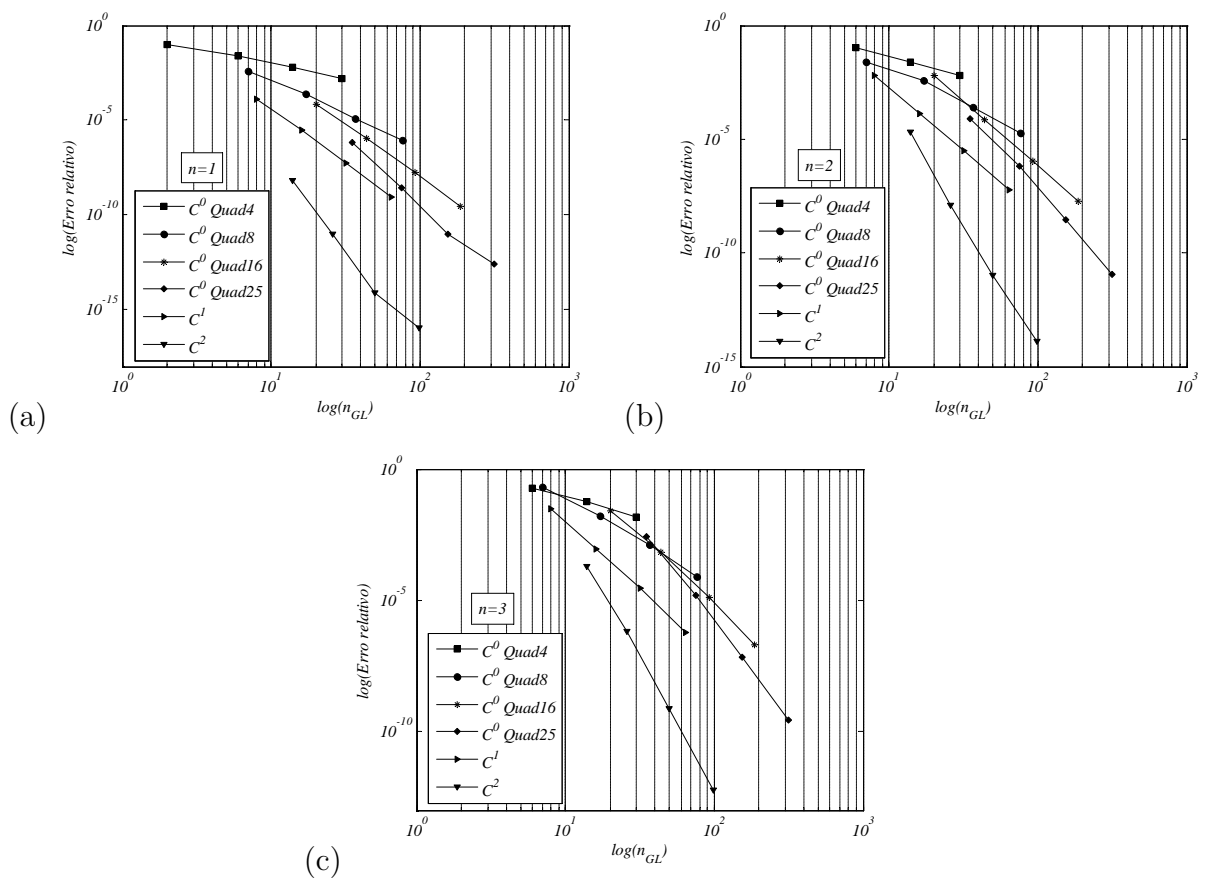 10^0
10^-5
10^-10
10^-15
log(Erro relativo)
n=1
C^0 Quad4
C^0 Quad8
C^0 Quad16
C^0 Quad25
C^1
C^2
10^0 10^1 10^2 10^3
log(n_GL)
(a)
10^0
10^-5
10^-10
10^-15
log(Erro relativo)
n=2
C^0 Quad4
C^0 Quad8
C^0 Quad16
C^0 Quad25
C^1
C^2
10^0 10^1 10^2 10^3
log(n_GL)
(b)
10^0
10^-5
10^-10
log(Erro relativo)
n=3
C^0 Quad4
C^0 Quad8
C^0 Quad16
C^0 Quad25
C^1
C^2
10^0 10^1 10^2 10^3
log(n_GL)
(c)